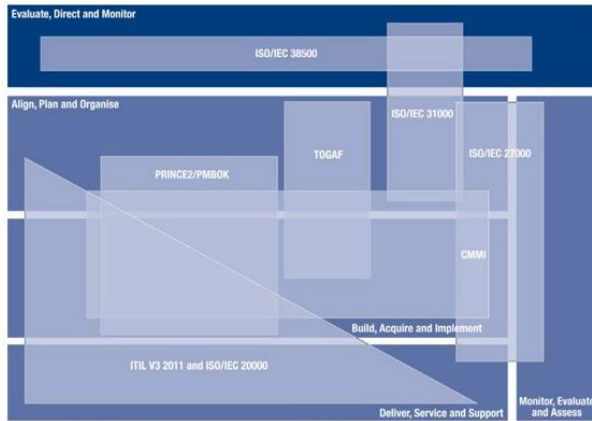 Evaluate, Direct and Monitor
ISO/IEC 38500
Align, Plan and Organise
ISO/IEC 31000
TOGAF
ISO/IEC 27000
PRINCE2/PMBOK
CMMI
Build, Acquire and Implement
ITIL V3 2011 and ISO/IEC 20000
Deliver, Service and Support
Monitor, Evaluate
and Assess